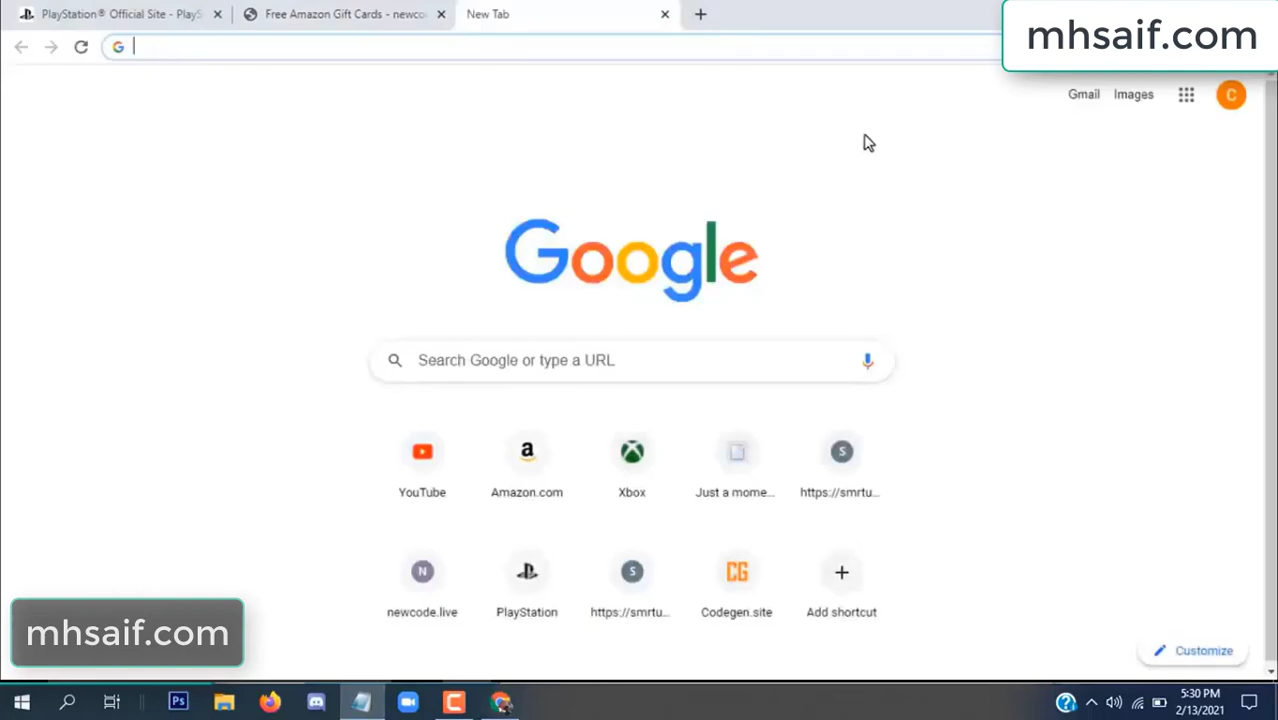 PlayStation® Official Site - PlayS
Free Amazon Gift Cards - newco
New Tab
mhsaif.com
Gmail
Images
C
Google
Search Google or type a URL
YouTube
Amazon.com
Xbox
Just a mome...
S
https://smrtu...
N
newcode.live
PlayStation
S
https://smrtu...
CG
Codegen.site
Add shortcut
mhsaif.com
Customize
Ps
5:30 PM
2/13/2021